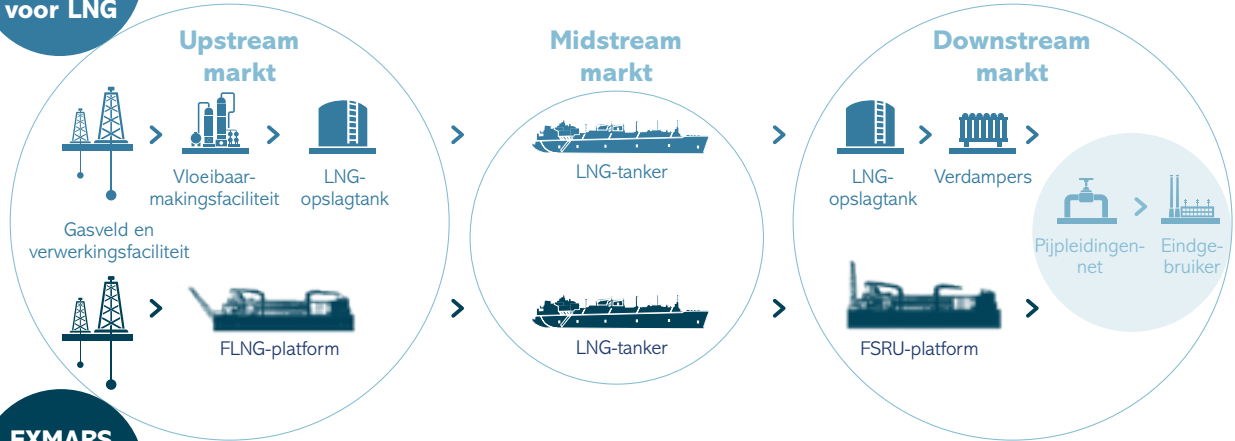 voor LNG
Upstream
markt
Midstream
markt
Downstream
markt
Vloeibaar-
makingsfaciliteit
LNG-
opslagtank
LNG-tanker
LNG-
opslagtank
Verdampers
Gasveld en
verwerkingsfaciliteit
Pijpleidingen-
net
Eindge-
bruiker
FLNG-platform
LNG-tanker
FSRU-platform
EXMARS